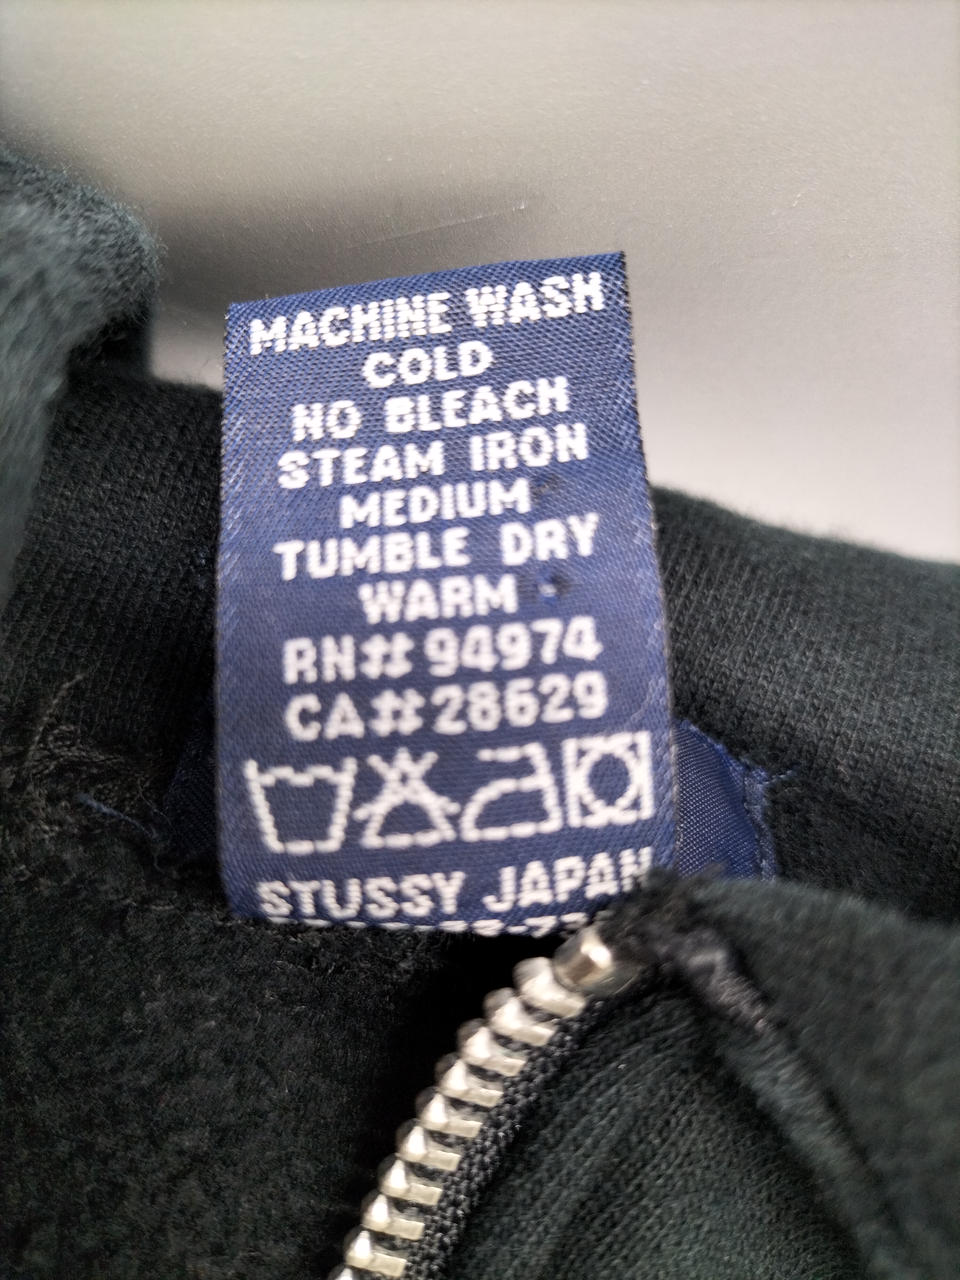 MACHINE WASH
COLD
NO BLEACH
STEAM IRON
MEDIUM
TUMBLE DRY
WARM
RN# 94974
CA#28629
STUSSY JAPAN